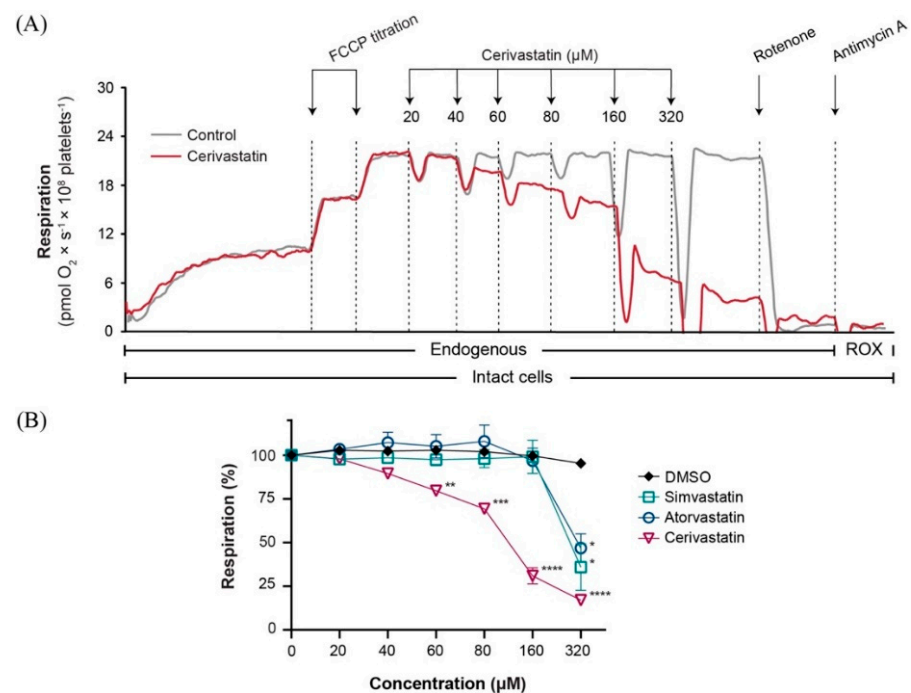 (A)
FCCP titration
Cerivastatin (µM)
Rotenone
Antimycin A
20 40 60 80 160 320
Control
Cerivastatin
Respiration
(pmol O₂ × s⁻¹ × 10⁸ platelets⁻¹)
24
18
12
6
0
Endogenous
ROX
Intact cells
(B)
Respiration (%)
100
75
50
25
0
**
***
****
*
*
****
DMSO
Simvastatin
Atorvastatin
Cerivastatin
0 20 40 60 80 160 320
Concentration (µM)